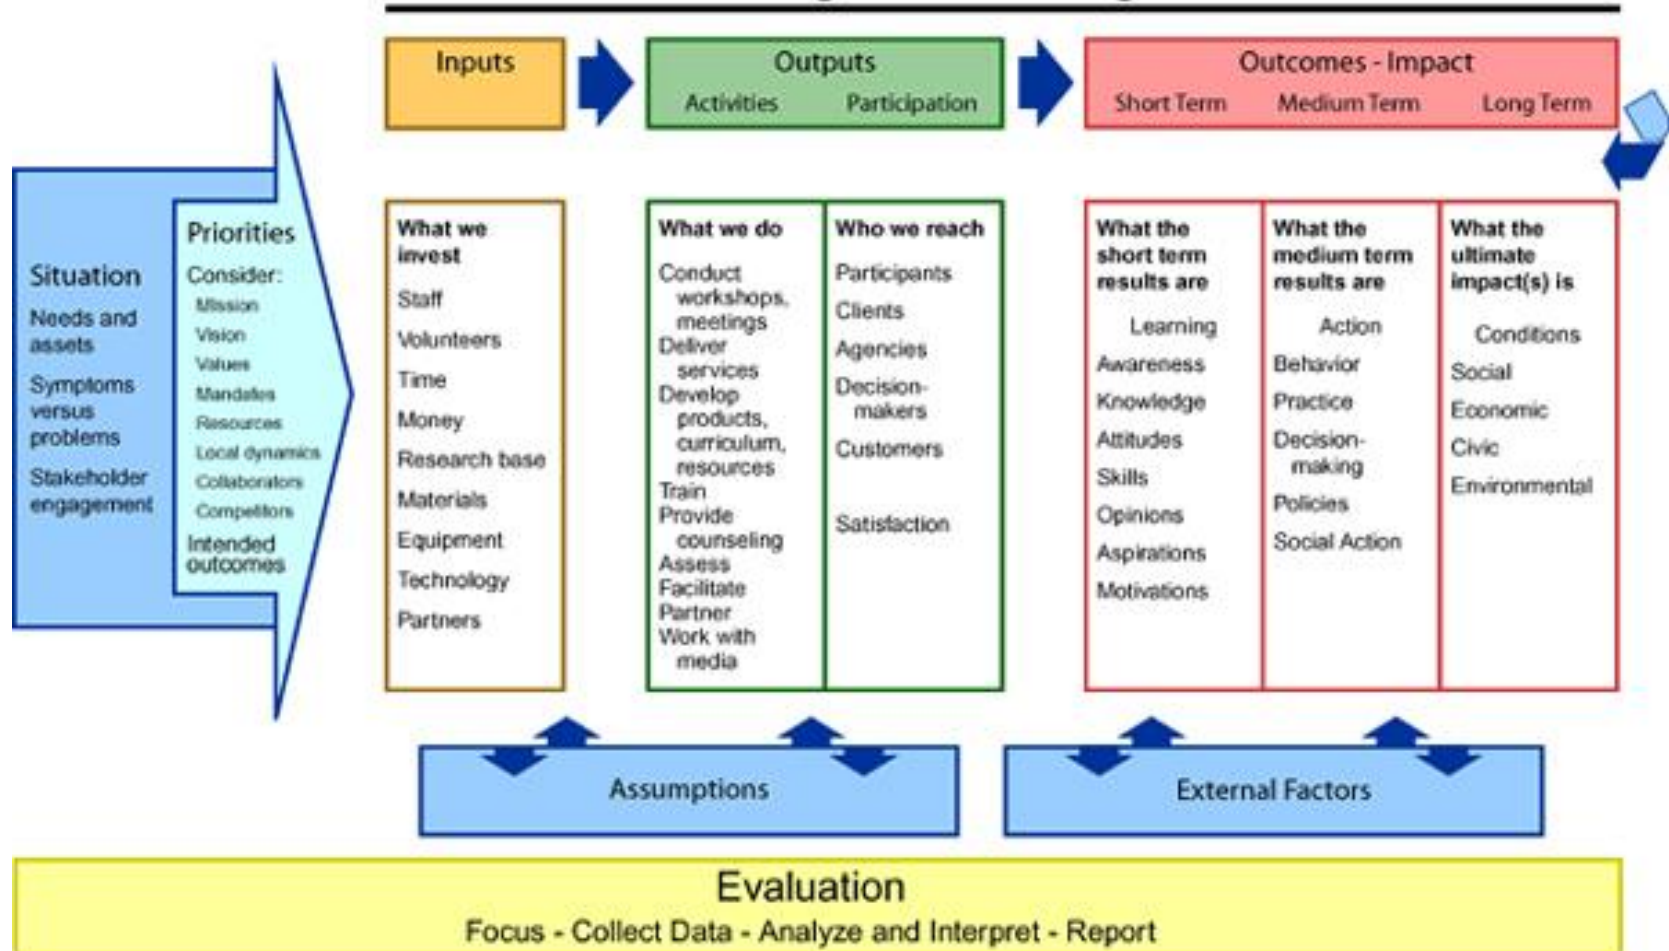 Inputs
Outputs
Activities Participation
Outcomes - Impact
Short Term Medium Term Long Term
Situation
Needs and
assets
Symptoms
versus
problems
Stakeholder
engagement
Priorities
Consider:
Mission
Vision
Values
Mandates
Resources
Local dynamics
Collaborators
Competitors
Intended
outcomes
What we
invest
Staff
Volunteers
Time
Money
Research base
Materials
Equipment
Technology
Partners
What we do
Conduct
workshops,
meetings
Deliver
services
Develop
products,
curriculum,
resources
Train
Provide
counseling
Assess
Facilitate
Partner
Work with
media
Who we reach
Participants
Clients
Agencies
Decision-
makers
Customers
Satisfaction
What the
short term
results are
Learning
Awareness
Knowledge
Attitudes
Skills
Opinions
Aspirations
Motivations
What the
medium term
results are
Action
Behavior
Practice
Decision-
making
Policies
Social Action
What the
ultimate
impact(s) is
Conditions
Social
Economic
Civic
Environmental
Assumptions
External Factors
Evaluation
Focus - Collect Data - Analyze and Interpret - Report